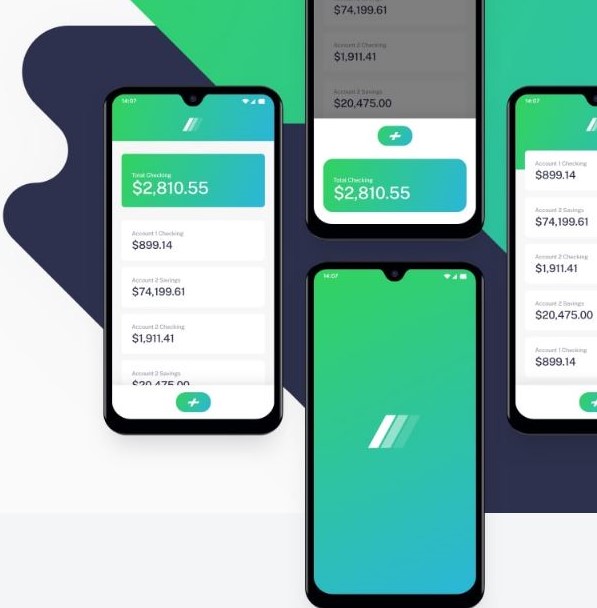 14:07
Total Checking
$2,810.55
Account 1 Checking
$899.14
Account 2 Savings
$74,199.61
Account 2 Checking
$1,911.41
Account 2 Savings
$20,475.00
$74,199.61
Account 2 Checking
$1,911.41
Account 2 Savings
$20,475.00
Total Checking
$2,810.55
14:07
14:07
Account 1 Checking
$899.14
Account 2 Savings
$74,199.61
Account 2 Checking
$1,911.41
Account 2 Savings
$20,475.00
Account 1 Checking
$899.14